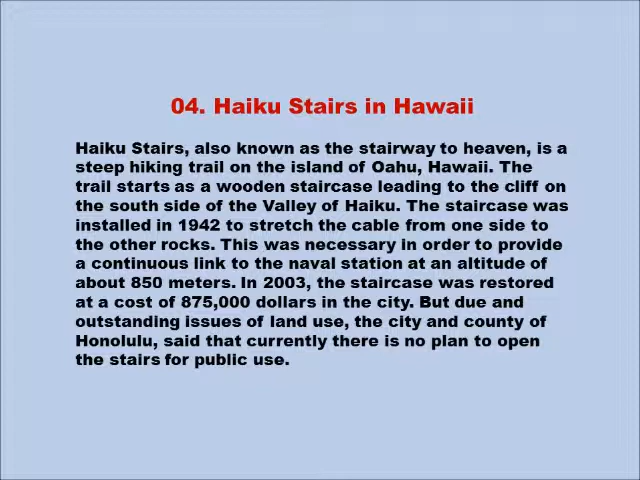 04. Haiku Stairs in Hawaii
Haiku Stairs, also known as the stairway to heaven, is a
steep hiking trail on the island of Oahu, Hawaii. The
trail starts as a wooden staircase leading to the cliff on
the south side of the Valley of Haiku. The staircase was
installed in 1942 to stretch the cable from one side to
the other rocks. This was necessary in order to provide
a continuous link to the naval station at an altitude of
about 850 meters. In 2003, the staircase was restored
at a cost of 875,000 dollars in the city. But due and
outstanding issues of land use, the city and county of
Honolulu, said that currently there is no plan to open
the stairs for public use.